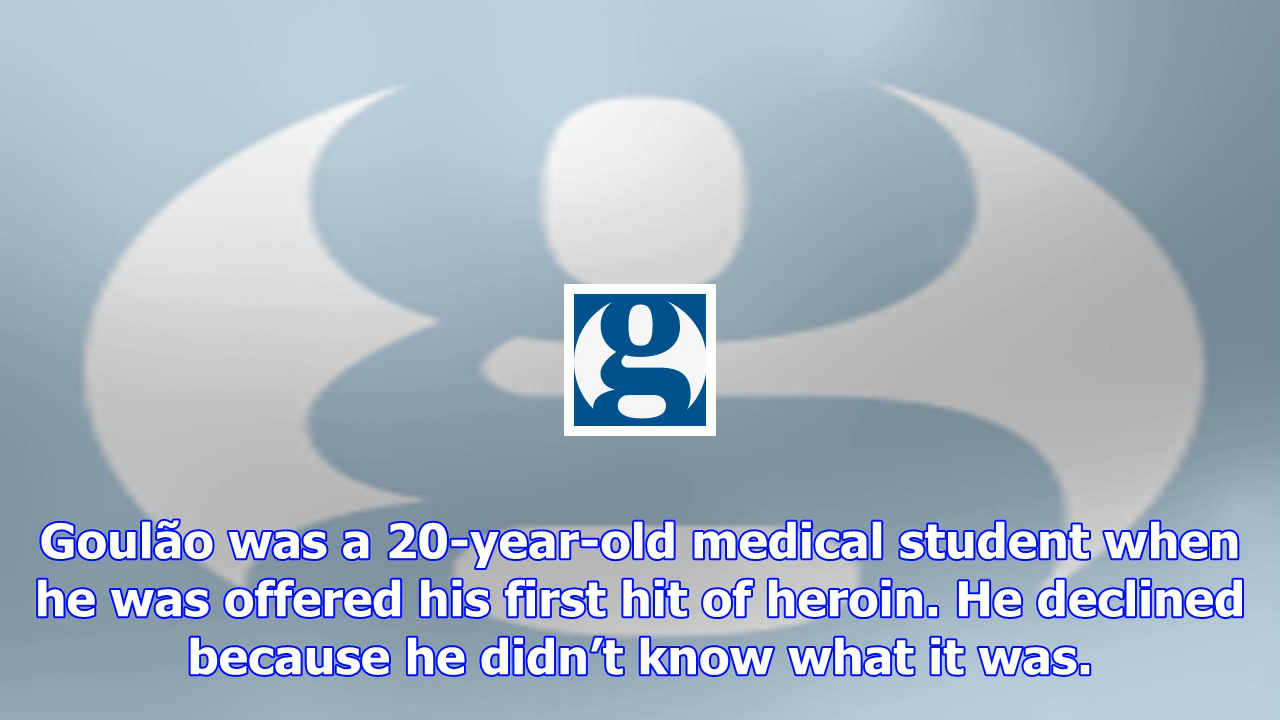 g
Goulão was a 20-year-old medical student when
he was offered his first hit of heroin. He declined
because he didn’t know what it was.